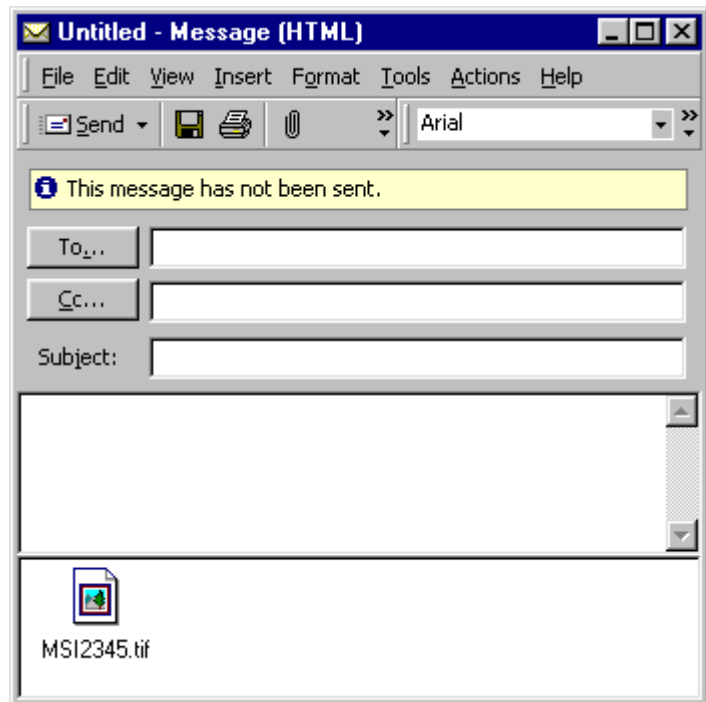 Untitled - Message (HTML)
File Edit View Insert Format Tools Actions Help
Send Arial
This message has not been sent.
To...
Cc...
Subject:
MSI2345.tif